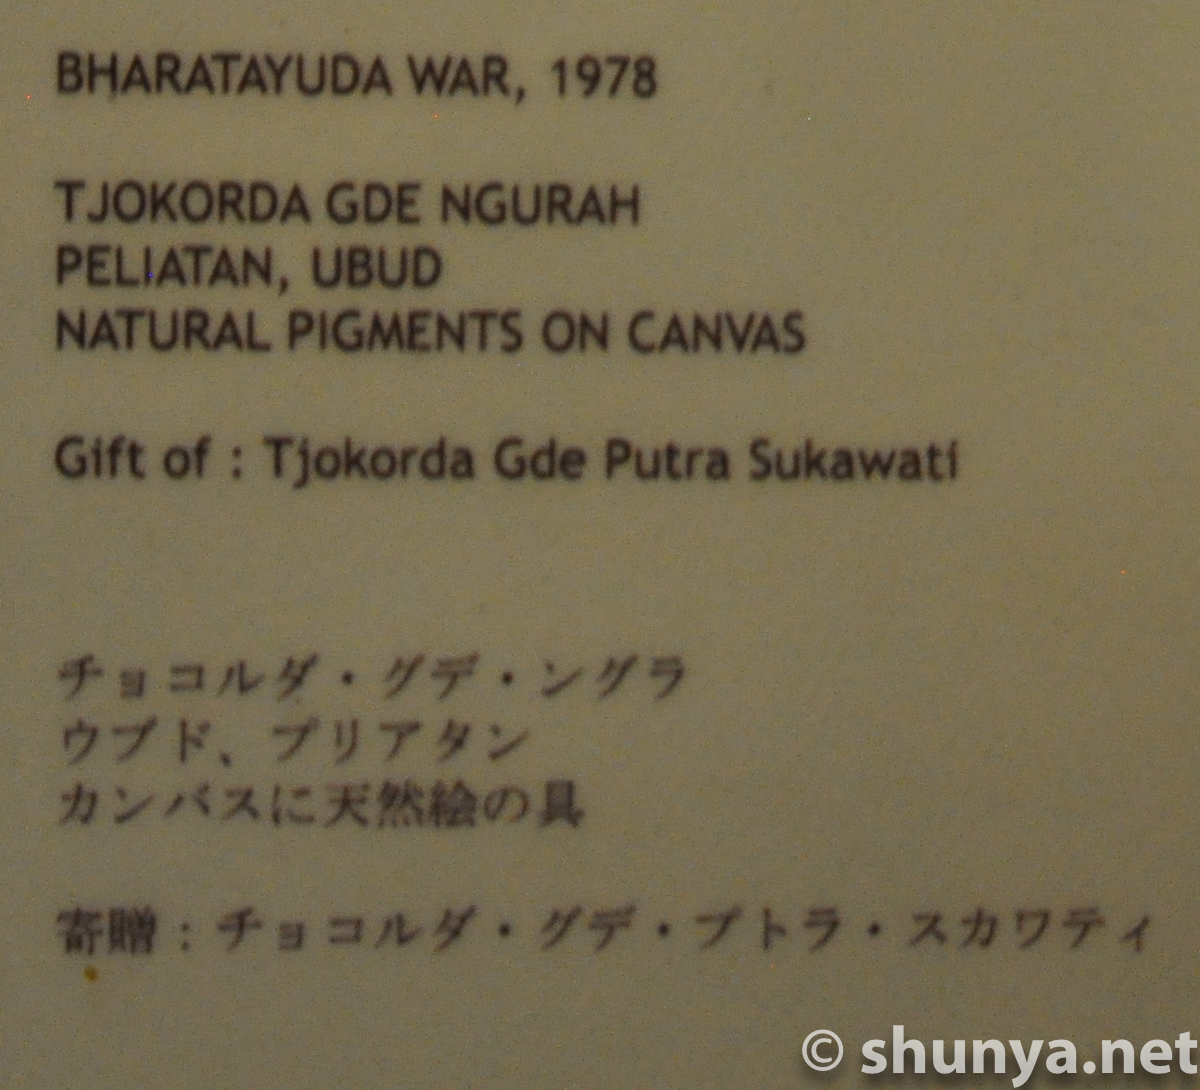 BHARATAYUDA WAR, 1978
TJOKORDA GDE NGURAH
PELIATAN, UBUD
NATURAL PIGMENTS ON CANVAS
Gift of : Tjokorda Gde Putra Sukawati
チョコルダ・グデ・ングラ
ウブド、プリアタン
カンバスに天然絵の具
寄贈：チョコルダ・グデ・プトラ・スカワティ
© shunya.net